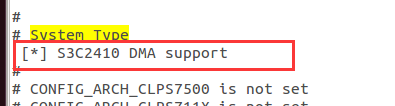 #
# System Type
[*] S3C2410 DMA support
#
# CONFIG_ARCH_CLPS7500 is not set
# CONFIG_ARCH_CLPS711X is not set